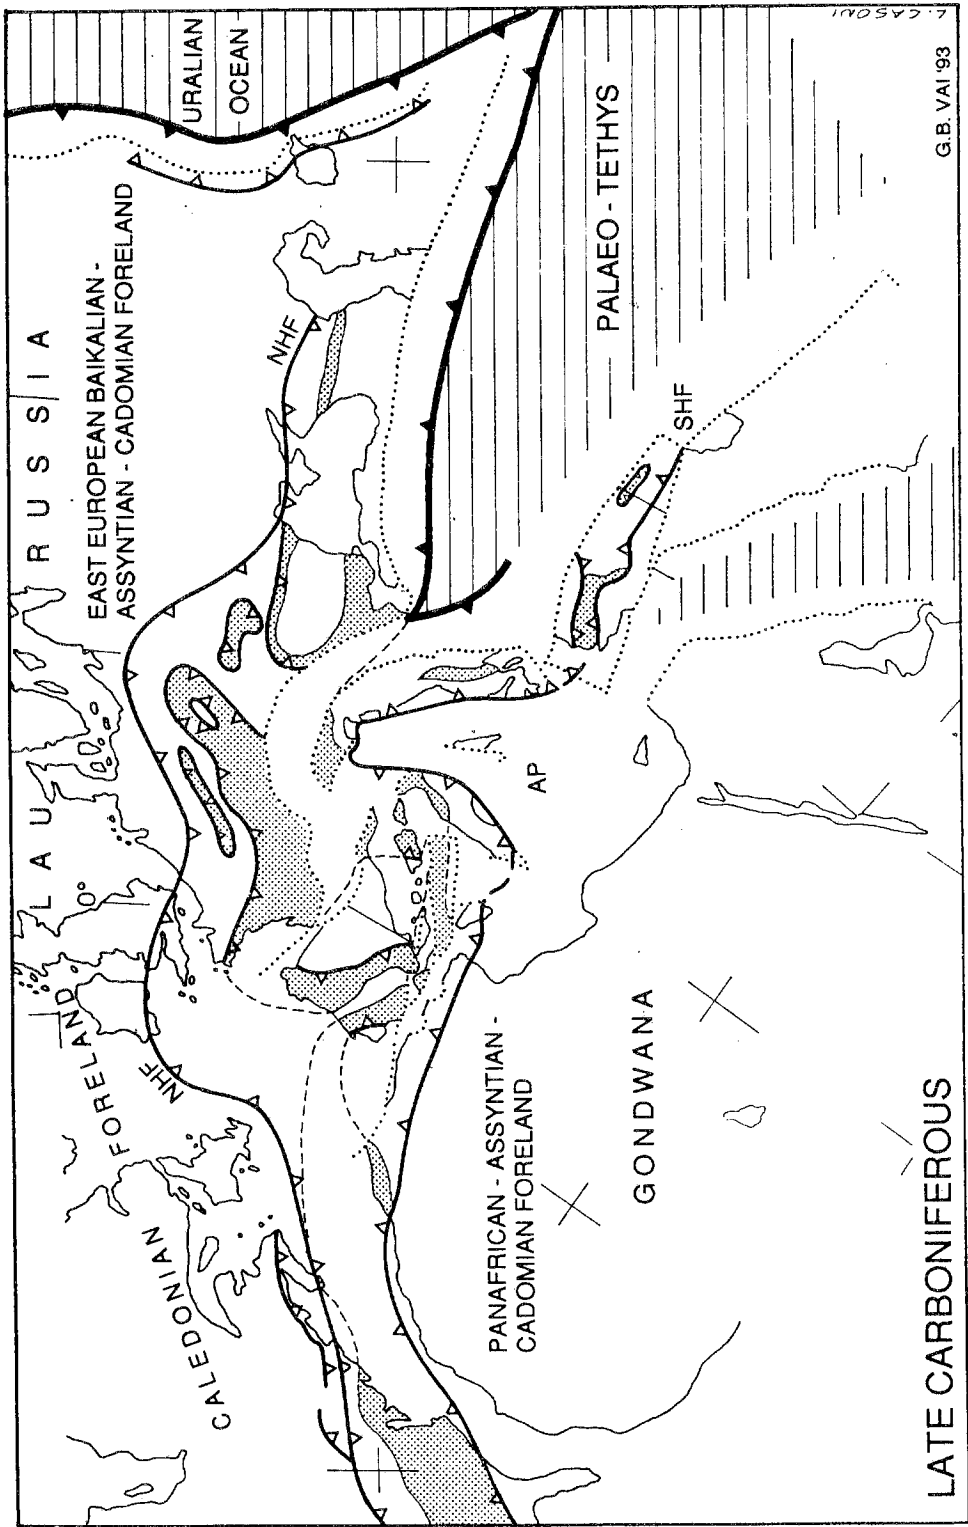 L A U R U S S I A
CALEDONIAN FORELAND
0°
EAST EUROPEAN BAIKALIAN -
ASSYNTIAN - CADOMIAN FORELAND
URALIAN
OCEAN
NHF
NHF
PALAEO - TETHYS
SHF
AP
PANAFRICAN - ASSYNTIAN -
CADOMIAN FORELAND
GONDWANA
LATE CARBONIFEROUS
G.B. VAI '93
L. CASONI